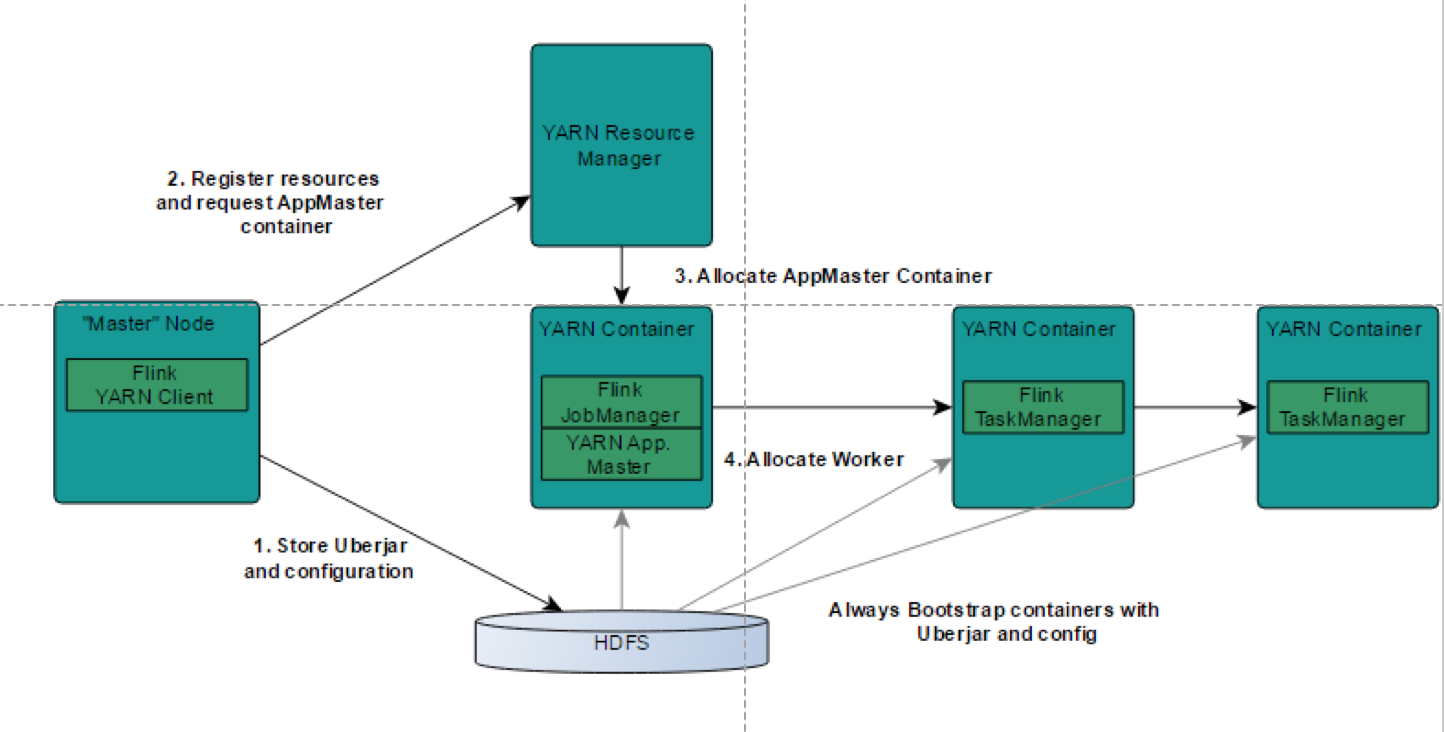 YARN Resource
Manager
2. Register resources
and request AppMaster
container
3. Allocate AppMaster Container
"Master" Node
Flink
YARN Client
YARN Container
Flink
JobManager
YARN App.
Master
4. Allocate Worker
YARN Container
Flink
TaskManager
YARN Container
Flink
TaskManager
1. Store Uberjar
and configuration
Always Bootstrap containers with
Uberjar and config
HDFS